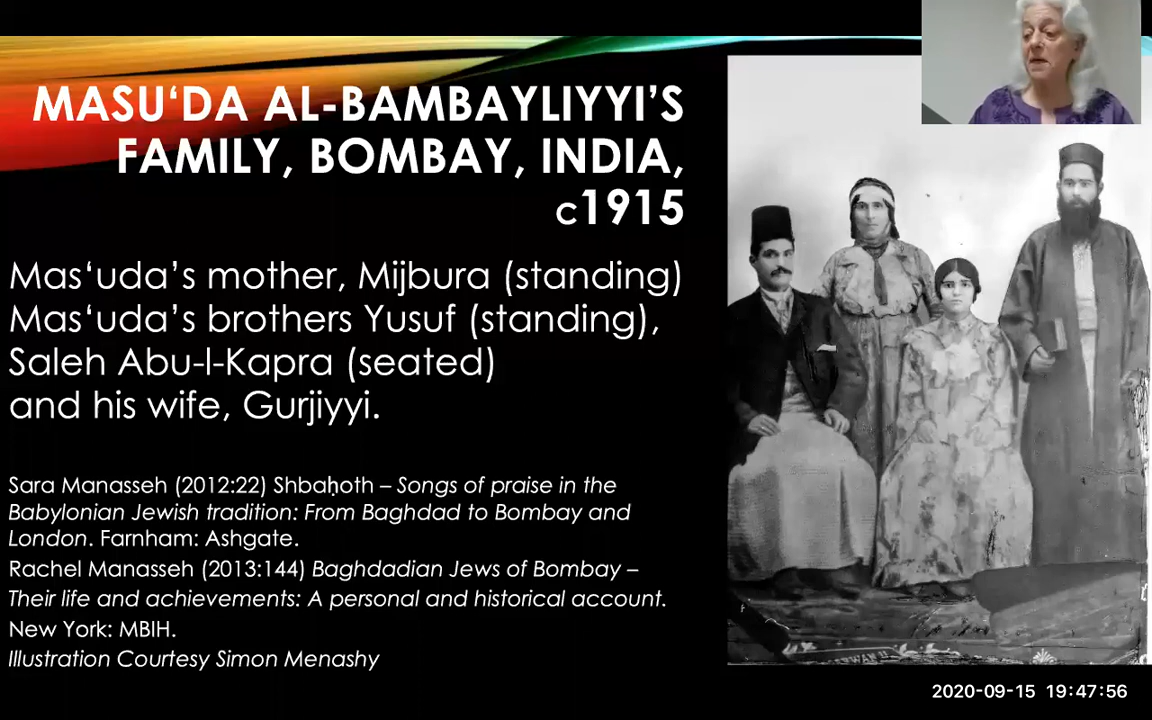 MASU‘DA AL-BAMBAYLIYYI’S
FAMILY, BOMBAY, INDIA,
c1915
Mas‘uda’s mother, Mijbura (standing)
Mas‘uda’s brothers Yusuf (standing),
Saleh Abu-l-Kapra (seated)
and his wife, Gurjiyyi.
Sara Manasseh (2012:22) Shbaḥoth – Songs of praise in the
Babylonian Jewish tradition: From Baghdad to Bombay and
London. Farnham: Ashgate.
Rachel Manasseh (2013:144) Baghdadian Jews of Bombay –
Their life and achievements: A personal and historical account.
New York: MBIH.
Illustration Courtesy Simon Menashy
2020-09-15 19:47:56